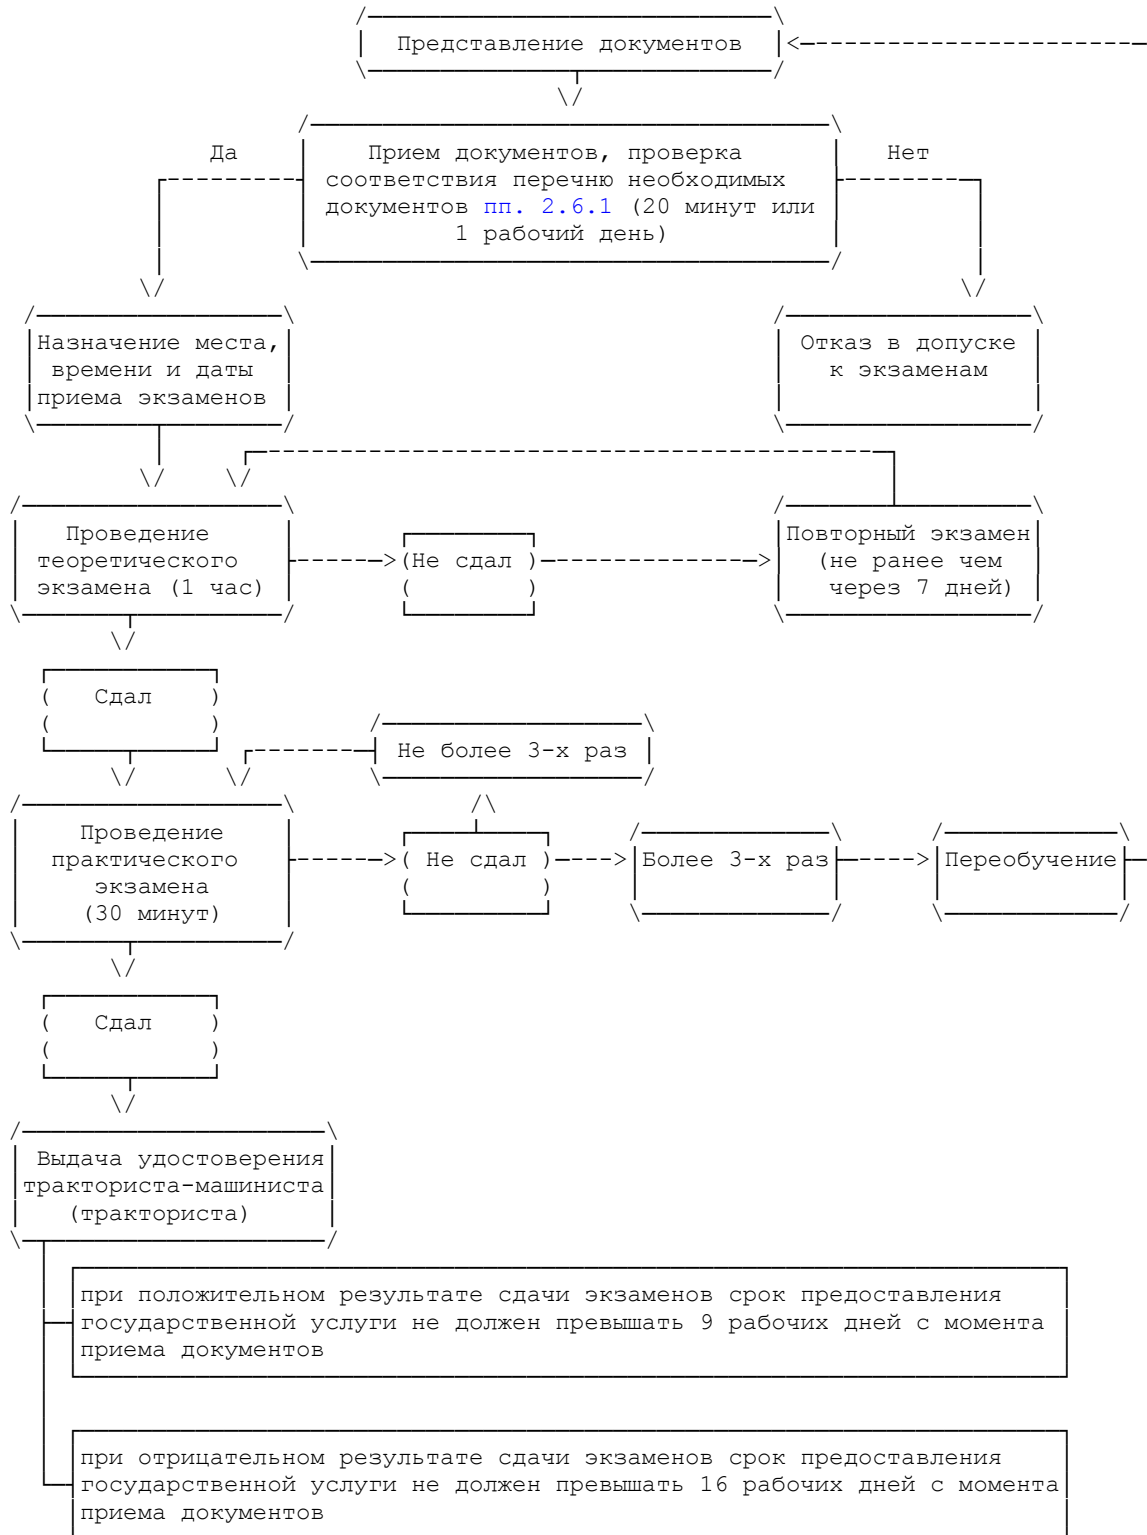 Представление документов
Да
Прием документов, проверка
соответствия перечню необходимых
документов пп. 2.6.1 (20 минут или
1 рабочий день)
Нет
Назначение места,
времени и даты
приема экзаменов
Отказ в допуске
к экзаменам
Проведение
теоретического
экзамена (1 час)
(Не сдал )
( )
Повторный экзамен
(не ранее чем
через 7 дней)
( Сдал )
( )
Не более 3-х раз
Проведение
практического
экзамена
(30 минут)
( Не сдал )
( )
Более 3-х раз
Переобучение
( Сдал )
( )
Выдача удостоверения
тракториста-машиниста
(тракториста)
при положительном результате сдачи экзаменов срок предоставления
государственной услуги не должен превышать 9 рабочих дней с момента
приема документов
при отрицательном результате сдачи экзаменов срок предоставления
государственной услуги не должен превышать 16 рабочих дней с момента
приема документов